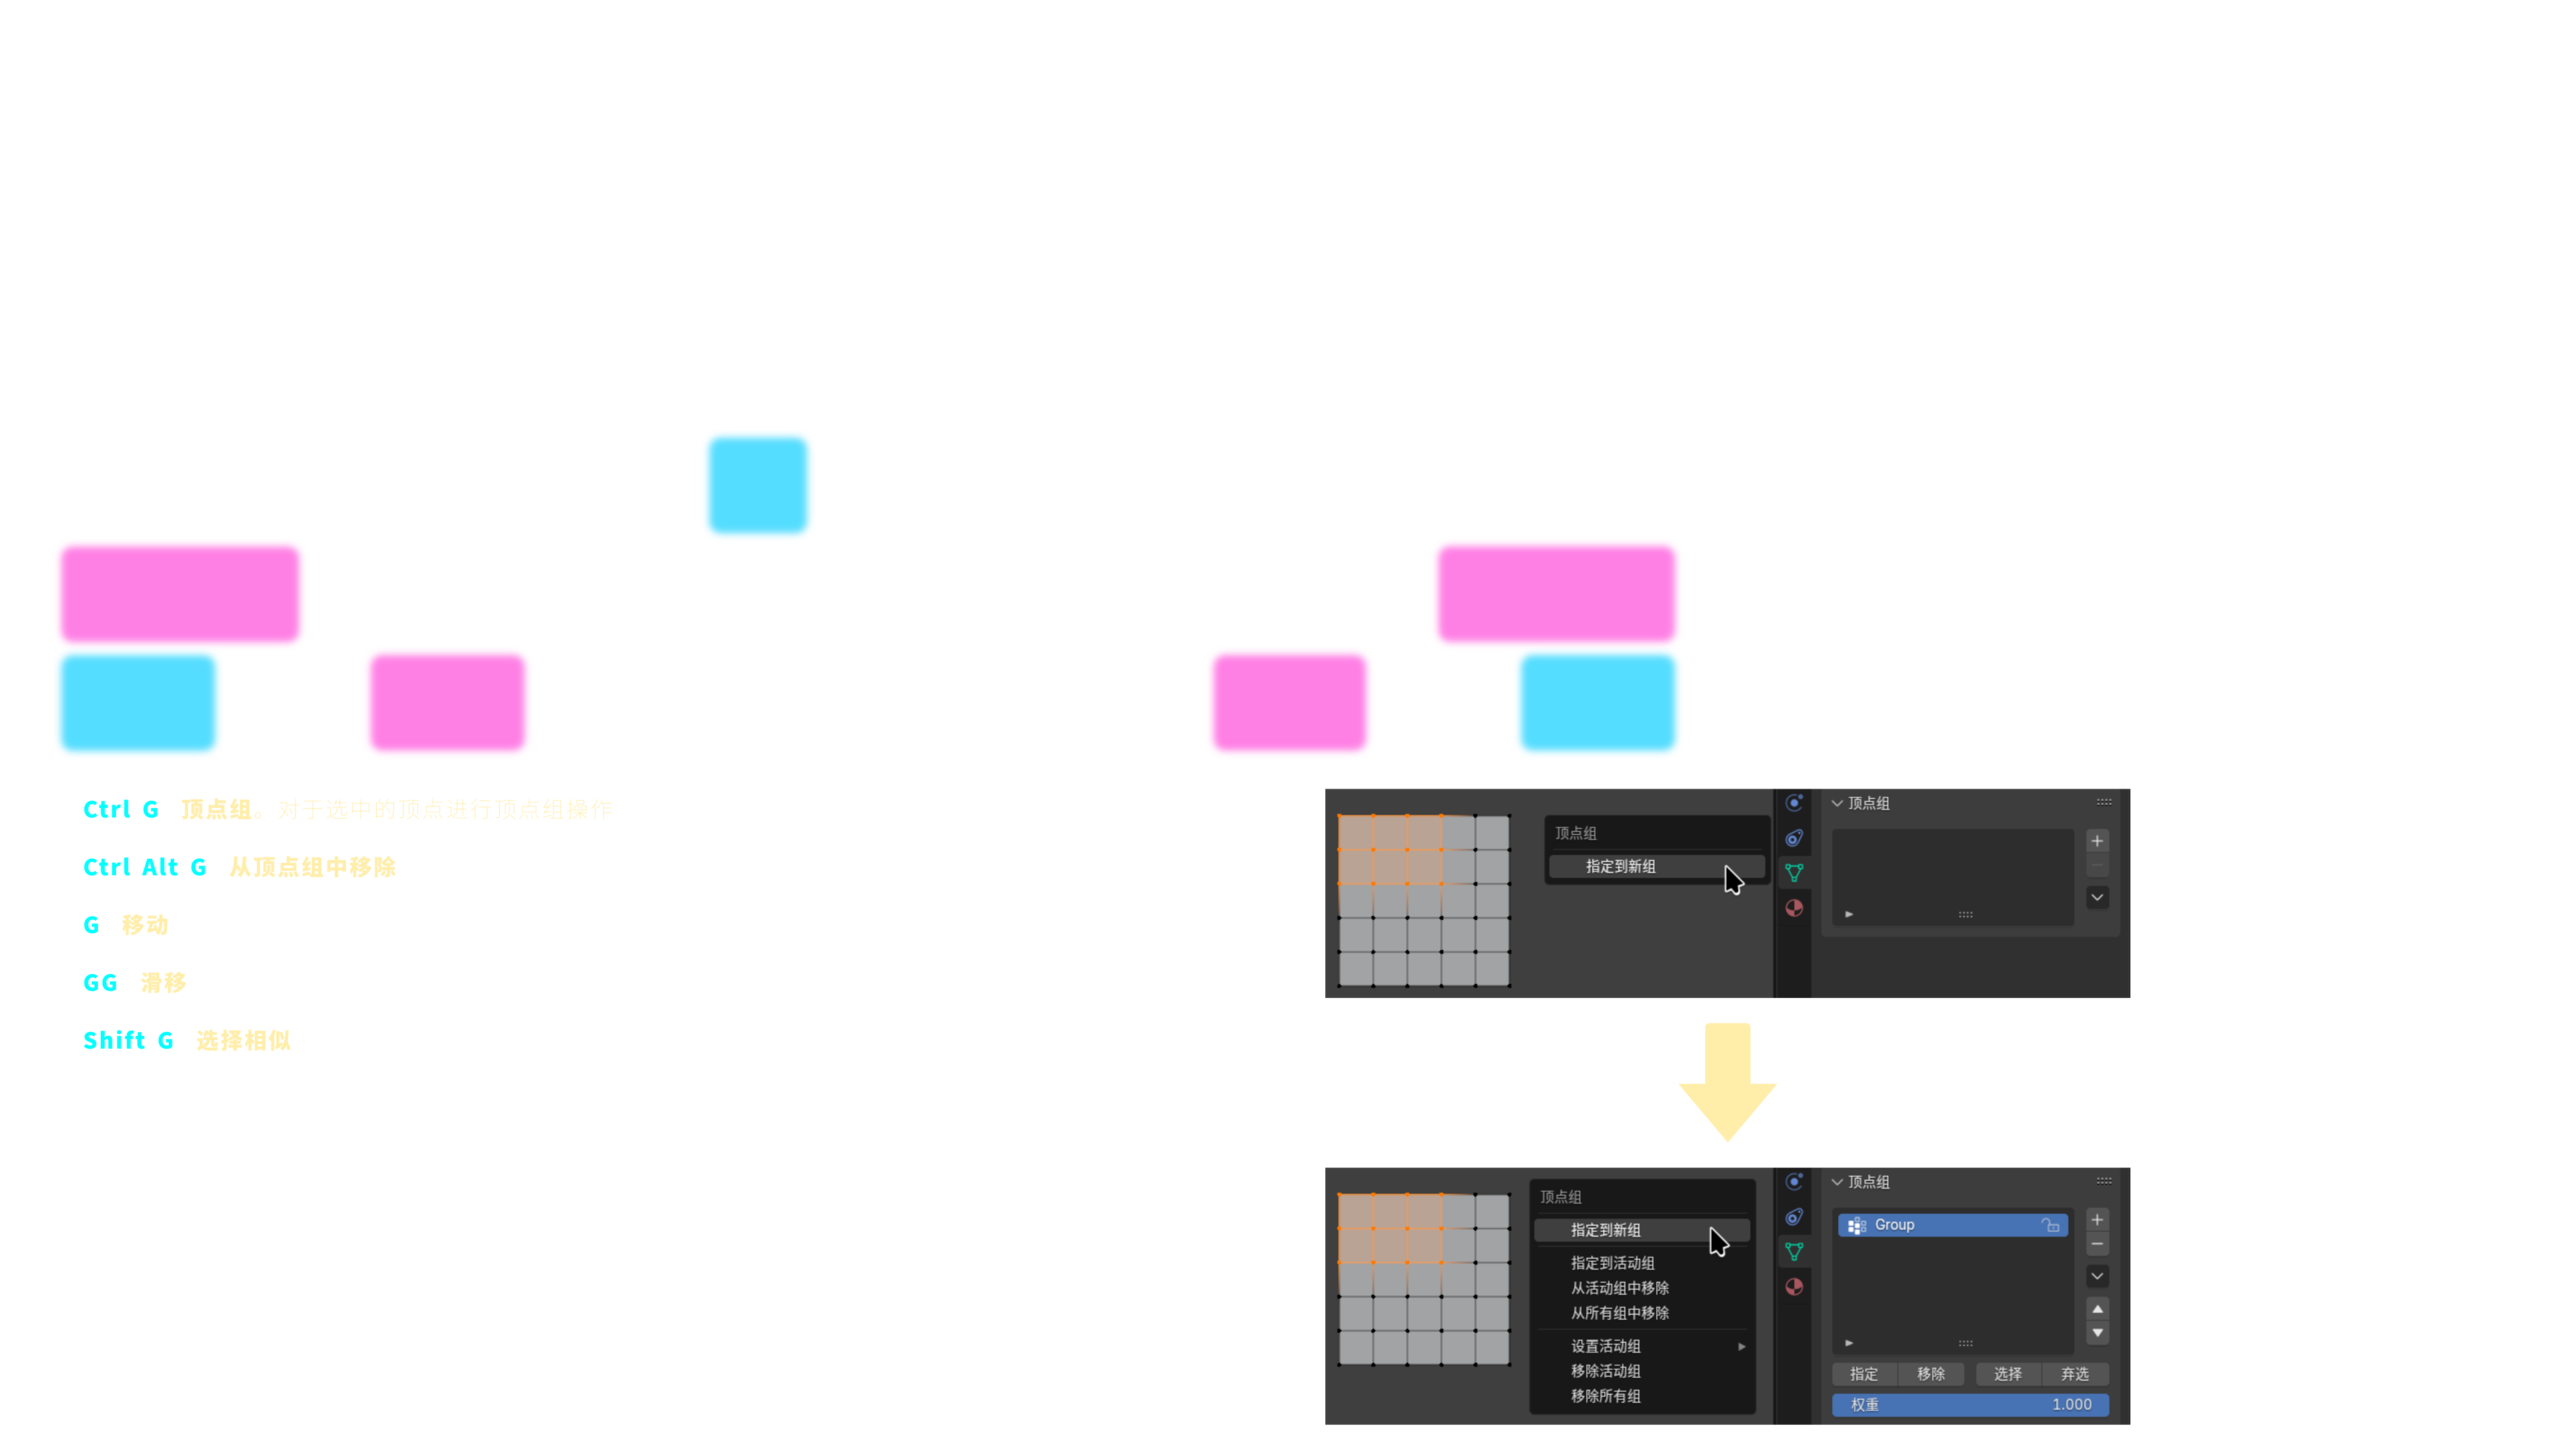 Ctrl G 顶点组。对于选中的顶点进行顶点组操作
Ctrl Alt G 从顶点组中移除
G 移动
GG 滑移
Shift G 选择相似
顶点组
指定到新组
顶点组
顶点组
指定到新组
指定到活动组
从活动组中移除
从所有组中移除
设置活动组
移除活动组
移除所有组
顶点组
Group
指定 移除 选择 弃选
权重 1.000